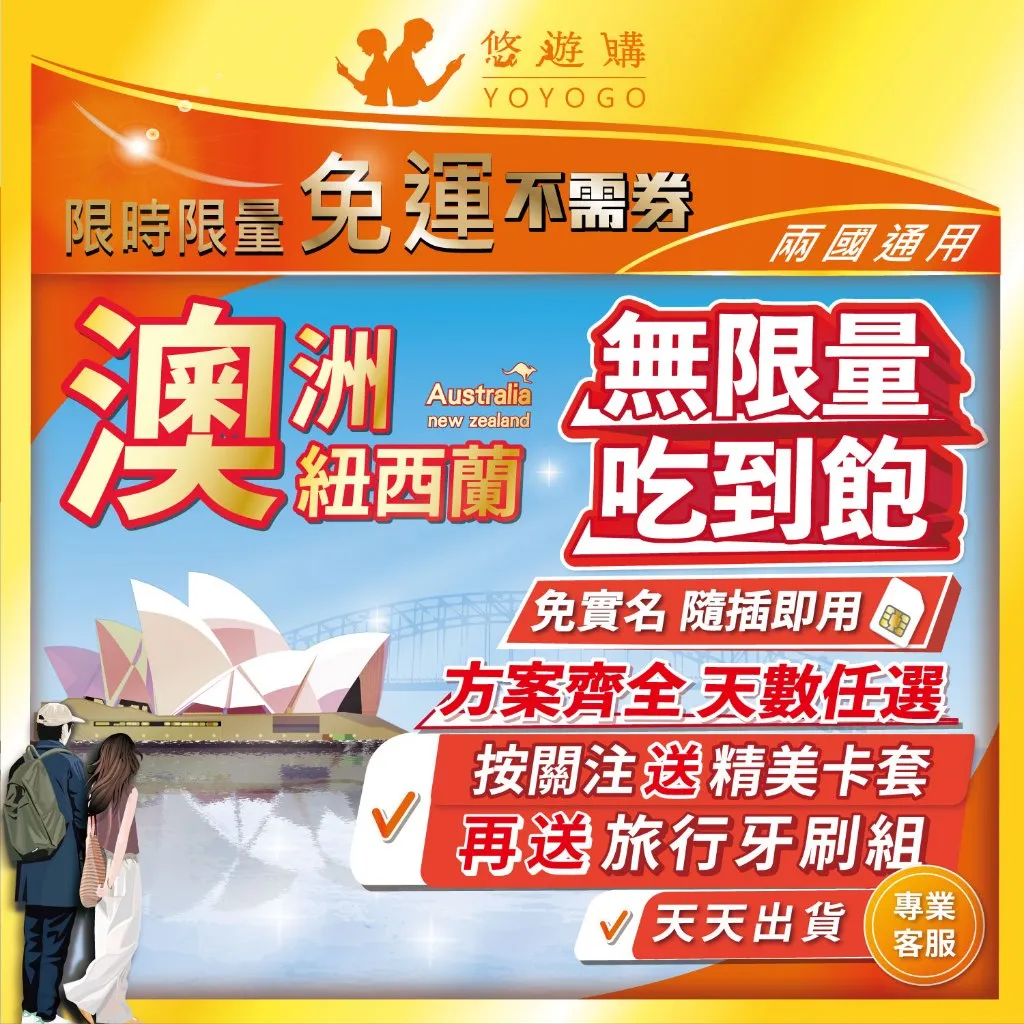 悠遊購
YOYOGO
限時限量 免運 不需券
兩國通用
澳洲
紐西蘭
Australia
new zealand
無限量
吃到飽
免實名 隨插即用
方案齊全 天數任選
按關注送精美卡套
再送旅行牙刷組
天天出貨
專業
客服